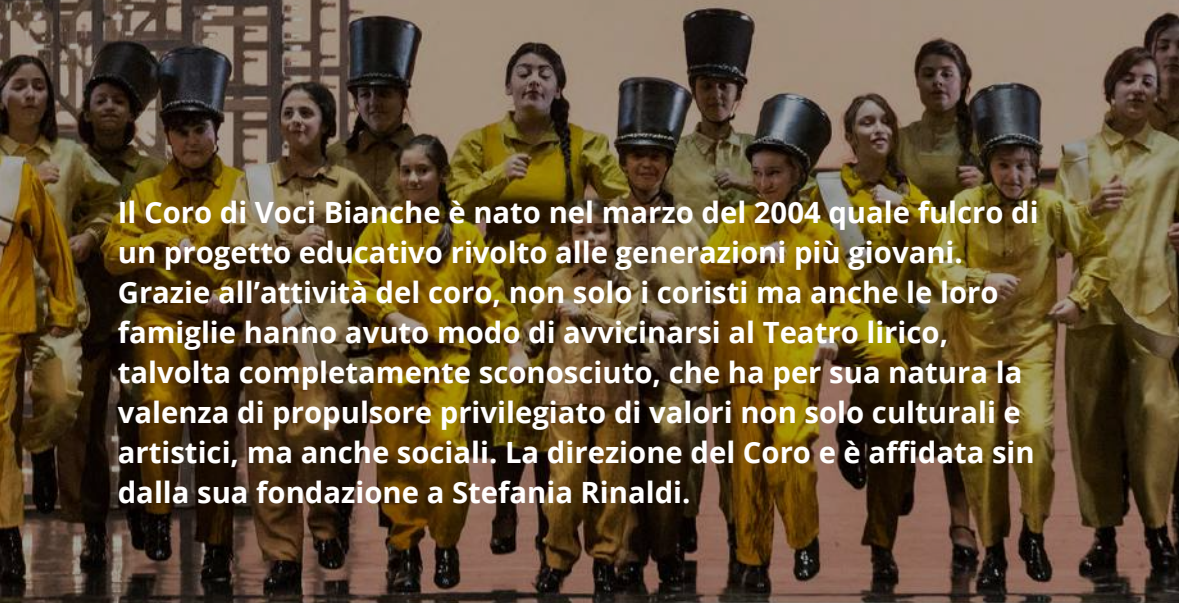 Il Coro di Voci Bianche è nato nel marzo del 2004 quale fulcro di
un progetto educativo rivolto alle generazioni più giovani.
Grazie all’attività del coro, non solo i coristi ma anche le loro
famiglie hanno avuto modo di avvicinarsi al Teatro lirico,
talvolta completamente sconosciuto, che ha per sua natura la
valenza di propulsore privilegiato di valori non solo culturali e
artistici, ma anche sociali. La direzione del Coro e è affidata sin
dalla sua fondazione a Stefania Rinaldi.